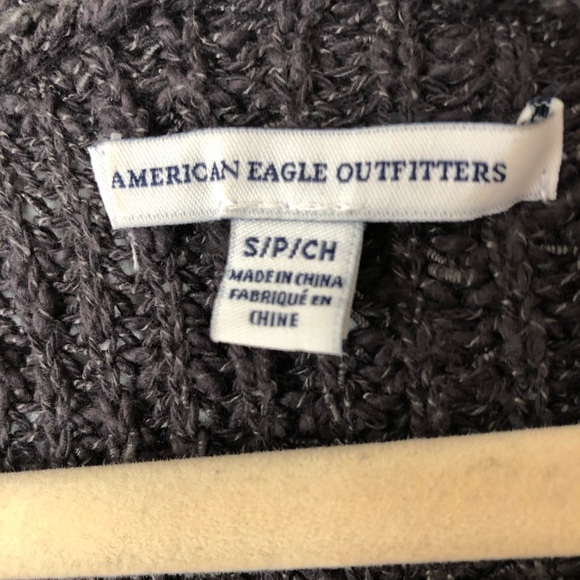 AMERICAN EAGLE OUTFITTERS
S/P/CH
MADE IN CHINA
FABRIQUÉ EN
CHINE